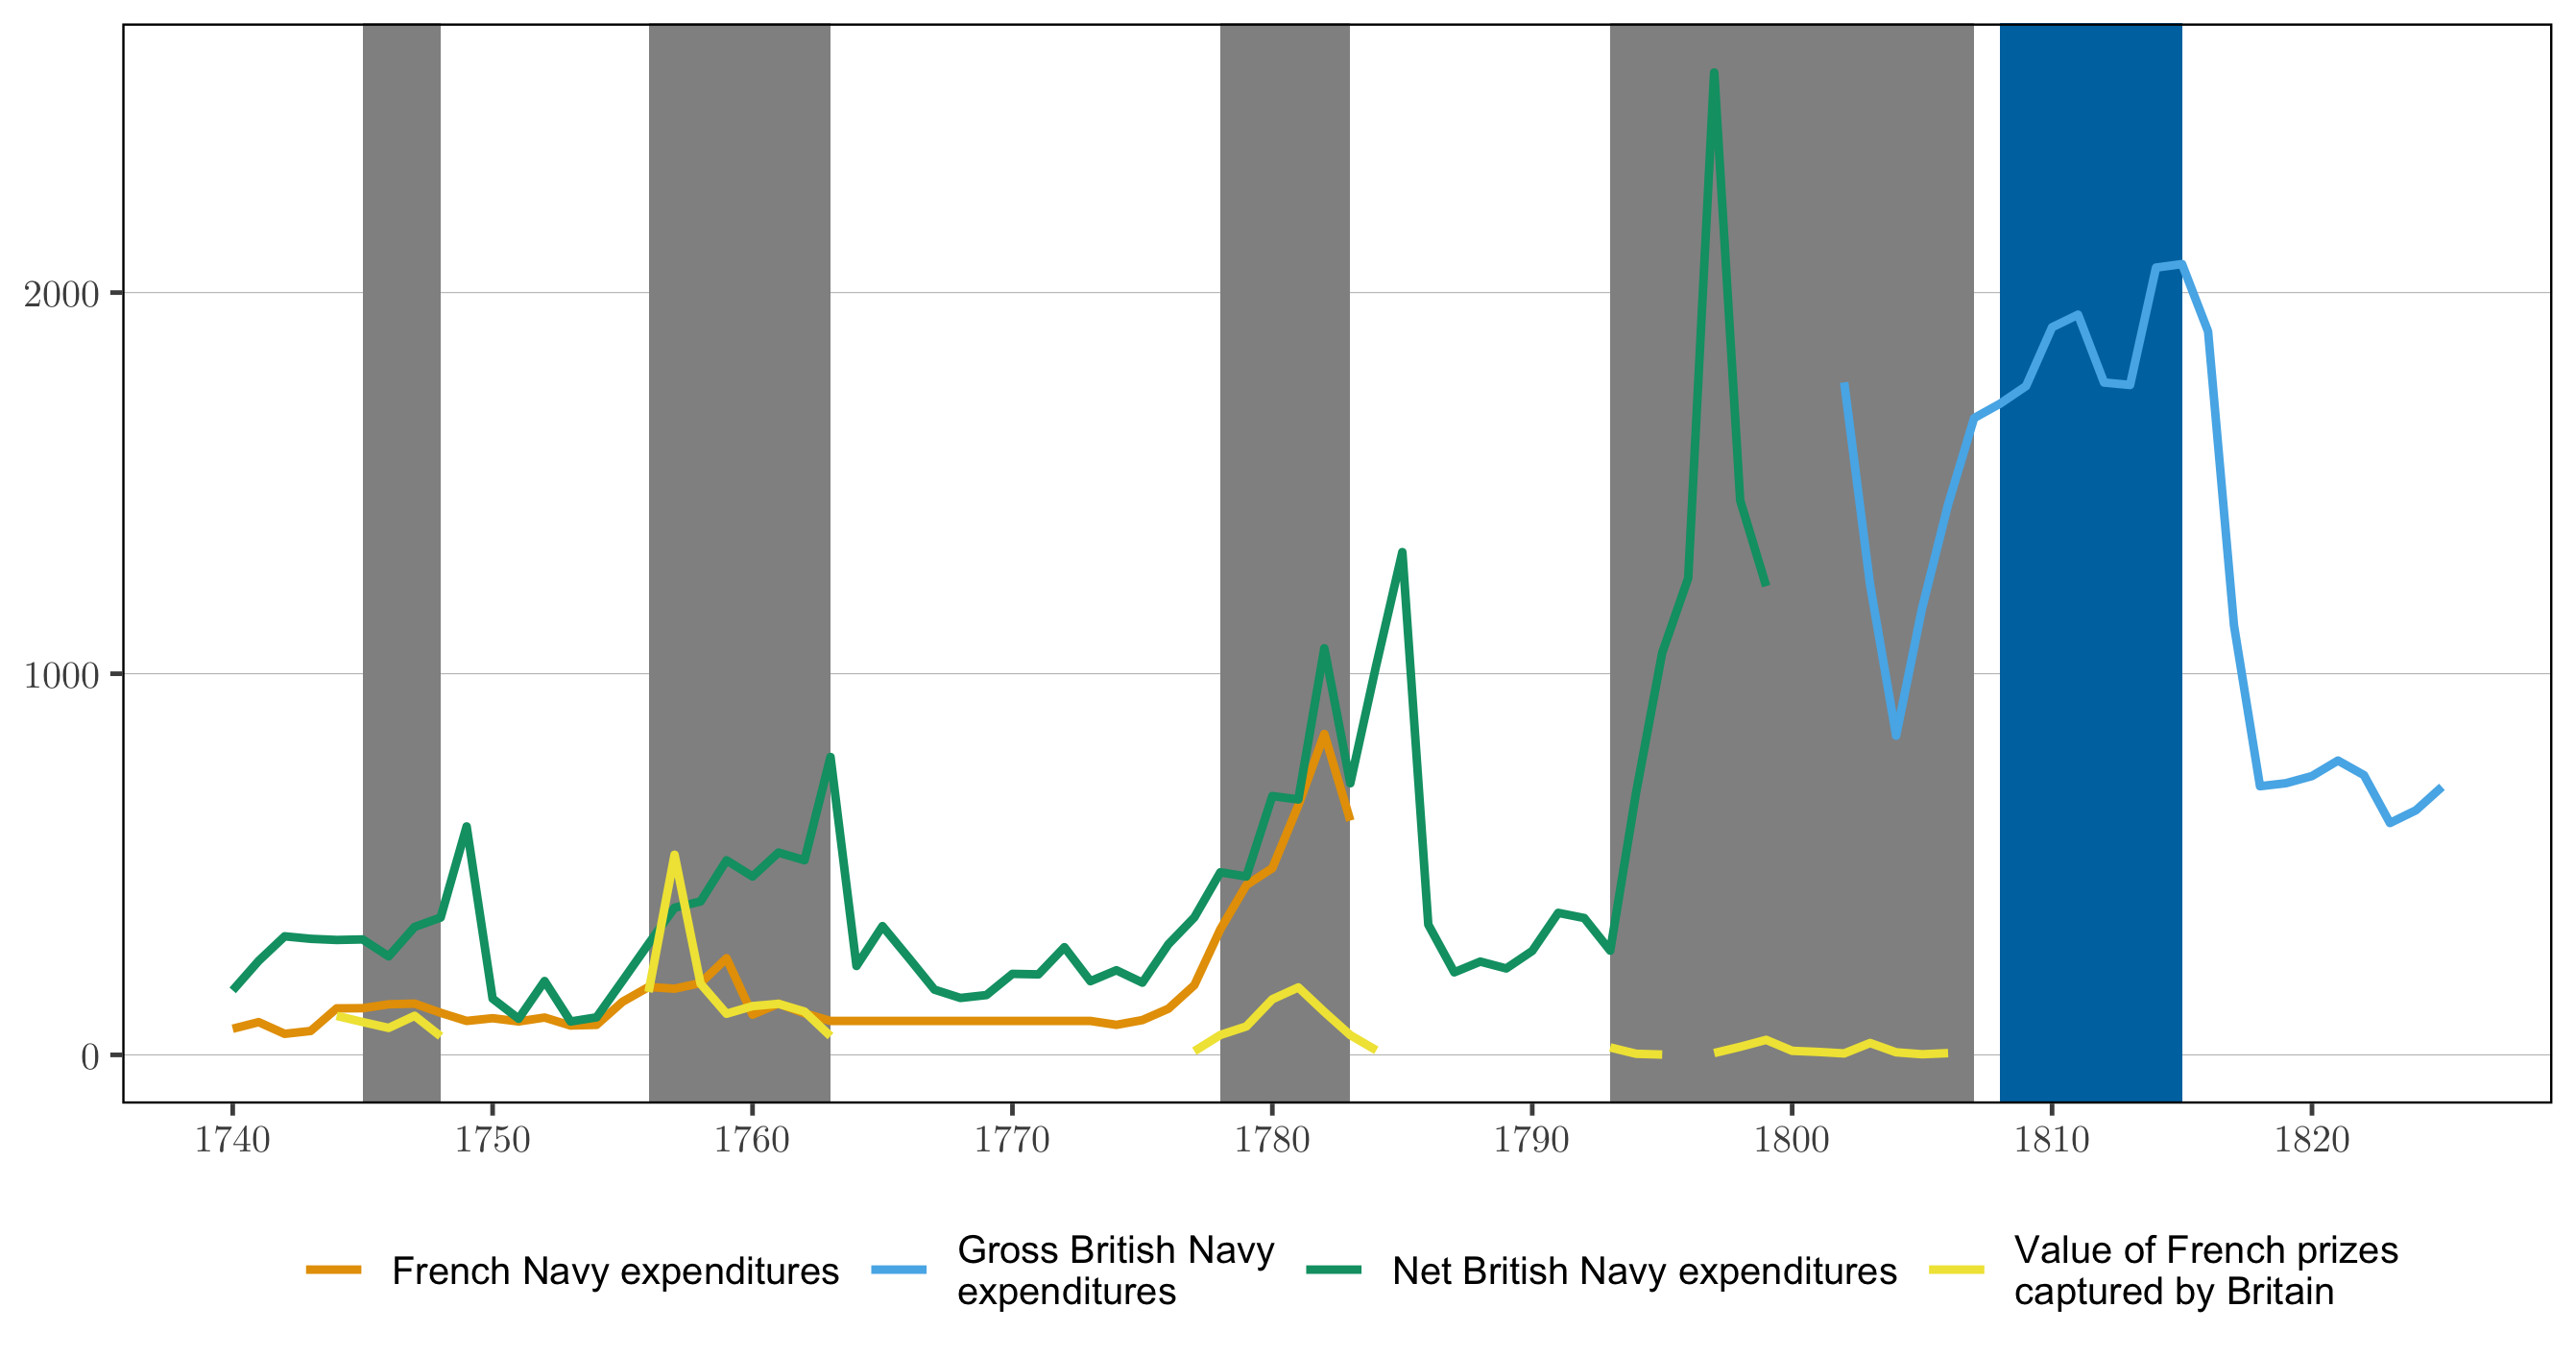 2000
1000
0
1740 1750 1760 1770 1780 1790 1800 1810 1820
French Navy expenditures
Gross British Navy
expenditures
Net British Navy expenditures
Value of French prizes
captured by Britain